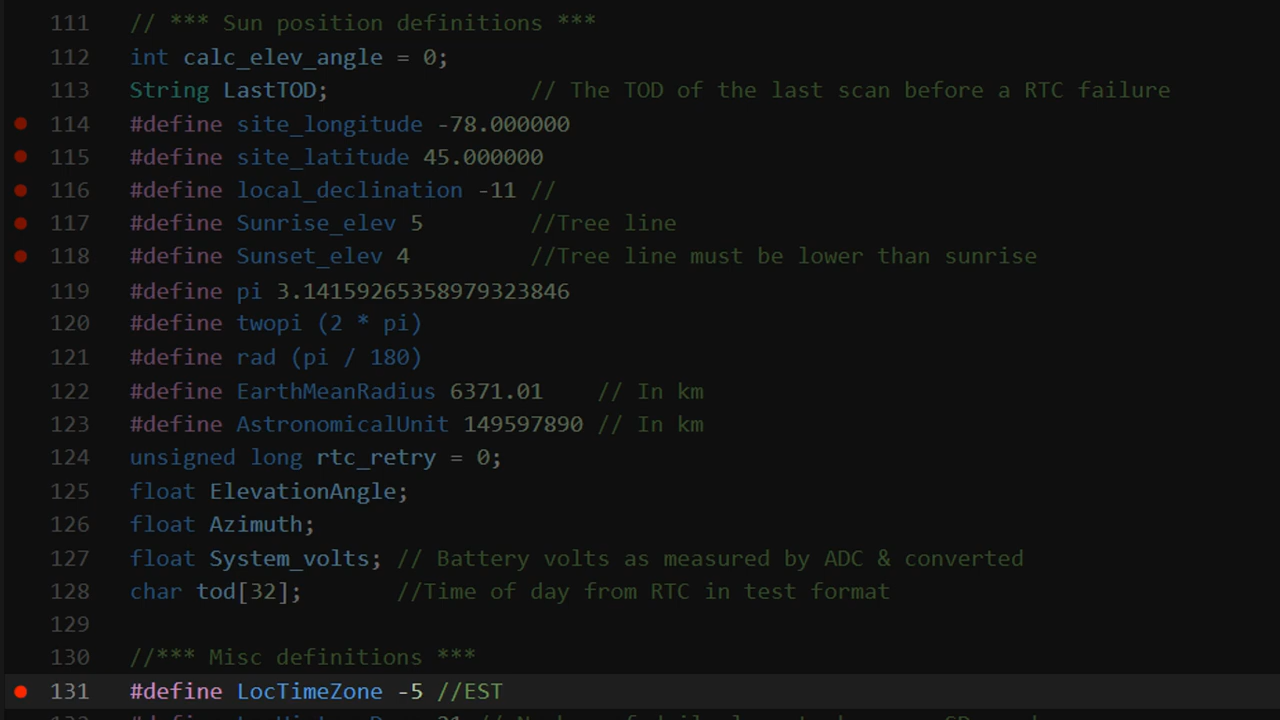 111 // *** Sun position definitions ***
112 int calc_elev_angle = 0;
113 String LastTOD; // The TOD of the last scan before a RTC failure
114 #define site_longitude -78.000000
115 #define site_latitude 45.000000
116 #define local_declination -11 //
117 #define Sunrise_elev 5 //Tree line
118 #define Sunset_elev 4 //Tree line must be lower than sunrise
119 #define pi 3.14159265358979323846
120 #define twopi (2 * pi)
121 #define rad (pi / 180)
122 #define EarthMeanRadius 6371.01 // In km
123 #define AstronomicalUnit 149597890 // In km
124 unsigned long rtc_retry = 0;
125 float ElevationAngle;
126 float Azimuth;
127 float System_volts; // Battery volts as measured by ADC & converted
128 char tod[32]; //Time of day from RTC in test format
129
130 //*** Misc definitions ***
131 #define LocTimeZone -5 //EST